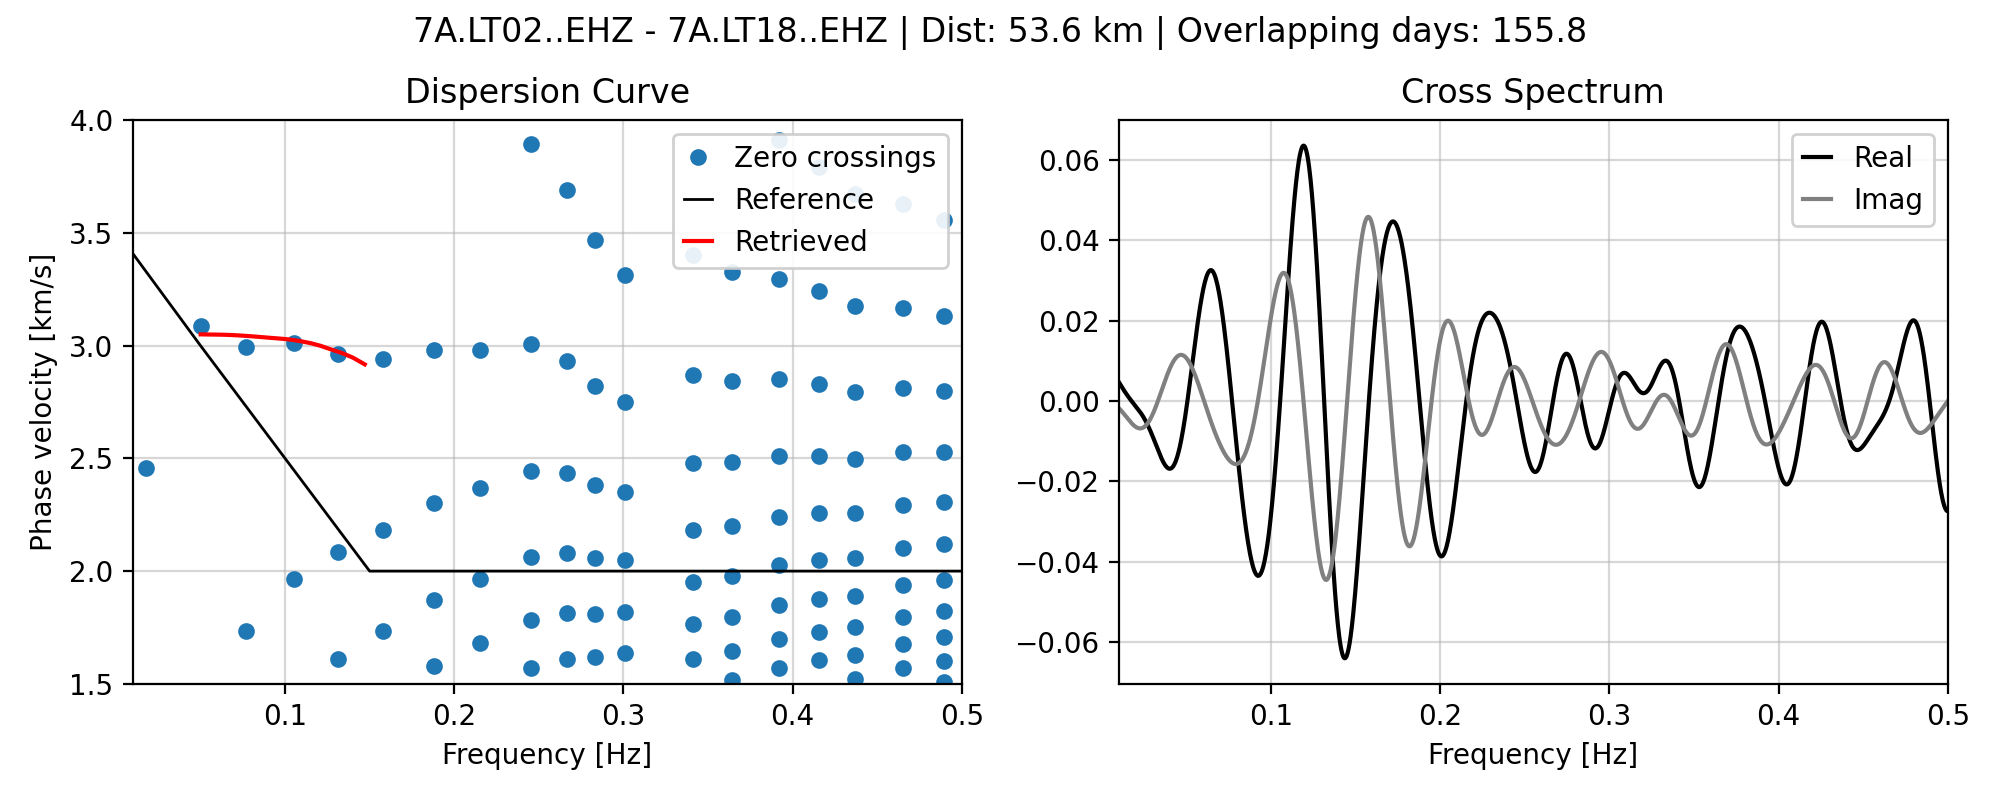 7A.LT02..EHZ - 7A.LT18..EHZ | Dist: 53.6 km | Overlapping days: 155.8
Dispersion Curve
Zero crossings
Reference
Retrieved
4.0
3.5
3.0
2.5
2.0
1.5
Phase velocity [km/s]
0.1 0.2 0.3 0.4 0.5
Frequency [Hz]
Cross Spectrum
Real
Imag
0.06
0.04
0.02
0.00
−0.02
−0.04
−0.06
0.1 0.2 0.3 0.4 0.5
Frequency [Hz]